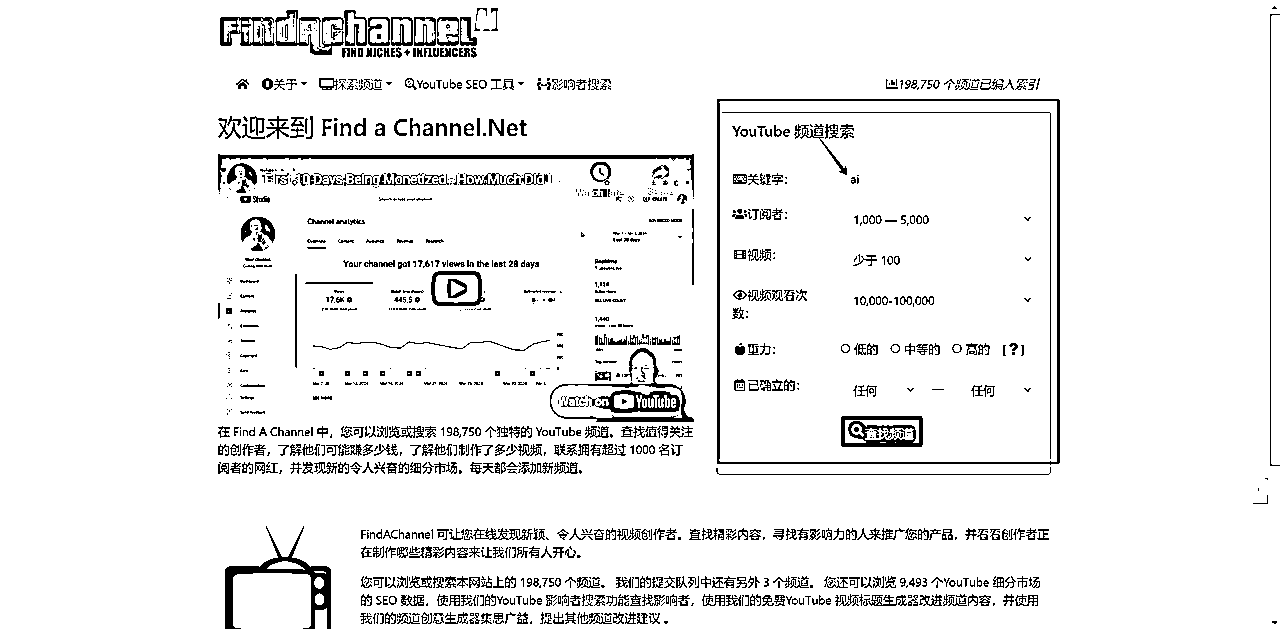 FindAchannel
FIND NICHES + INFLUENCERS
关于
探索频道
YouTube SEO 工具
影响者搜索
198,750 个频道已编入索引
欢迎来到 Find a Channel.Net
First 30 Days Being Monetized - How Much Did I
Studio
Channel analytics
Overview Content Audience Revenue Research
Your channel got 17,617 views in the last 28 days
17.6K
445.5
Watch on YouTube
YouTube 频道搜索
关键字: ai
订阅者: 1,000 — 5,000
视频: 少于 100
视频观看次数: 10,000-100,000
重力: 低的 中等的 高的 [?]
已确立的: 任何 — 任何
查找频道
在 Find A Channel 中，您可以浏览或搜索 198,750 个独特的 YouTube 频道。查找值得关注
的创作者，了解他们可能赚多少钱，了解他们制作了多少视频，联系拥有超过 1000 名订
阅者的网红，并发现新的令人兴奋的细分市场。每天都会添加新频道。
FindAChannel 可让您在线发现新颖、令人兴奋的视频创作者。查找精彩内容，寻找有影响力的人来推广您的产品，并看看创作者正
在制作哪些精彩内容来让我们所有人开心。
您可以浏览或搜索本网站上的 198,750 个频道。 我们的提交队列中还有另外 3 个频道。 您还可以浏览 9,493 个YouTube 细分市场
的 SEO 数据，使用我们的YouTube 影响者搜索功能查找影响者，使用我们的免费YouTube 视频标题生成器改进频道内容，并使用
我们的频道创意生成器集思广益，提出其他频道改进建议 。